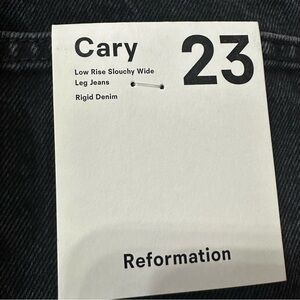 Cary 23
Low Rise Slouchy Wide
Leg Jeans
Rigid Denim
Reformation